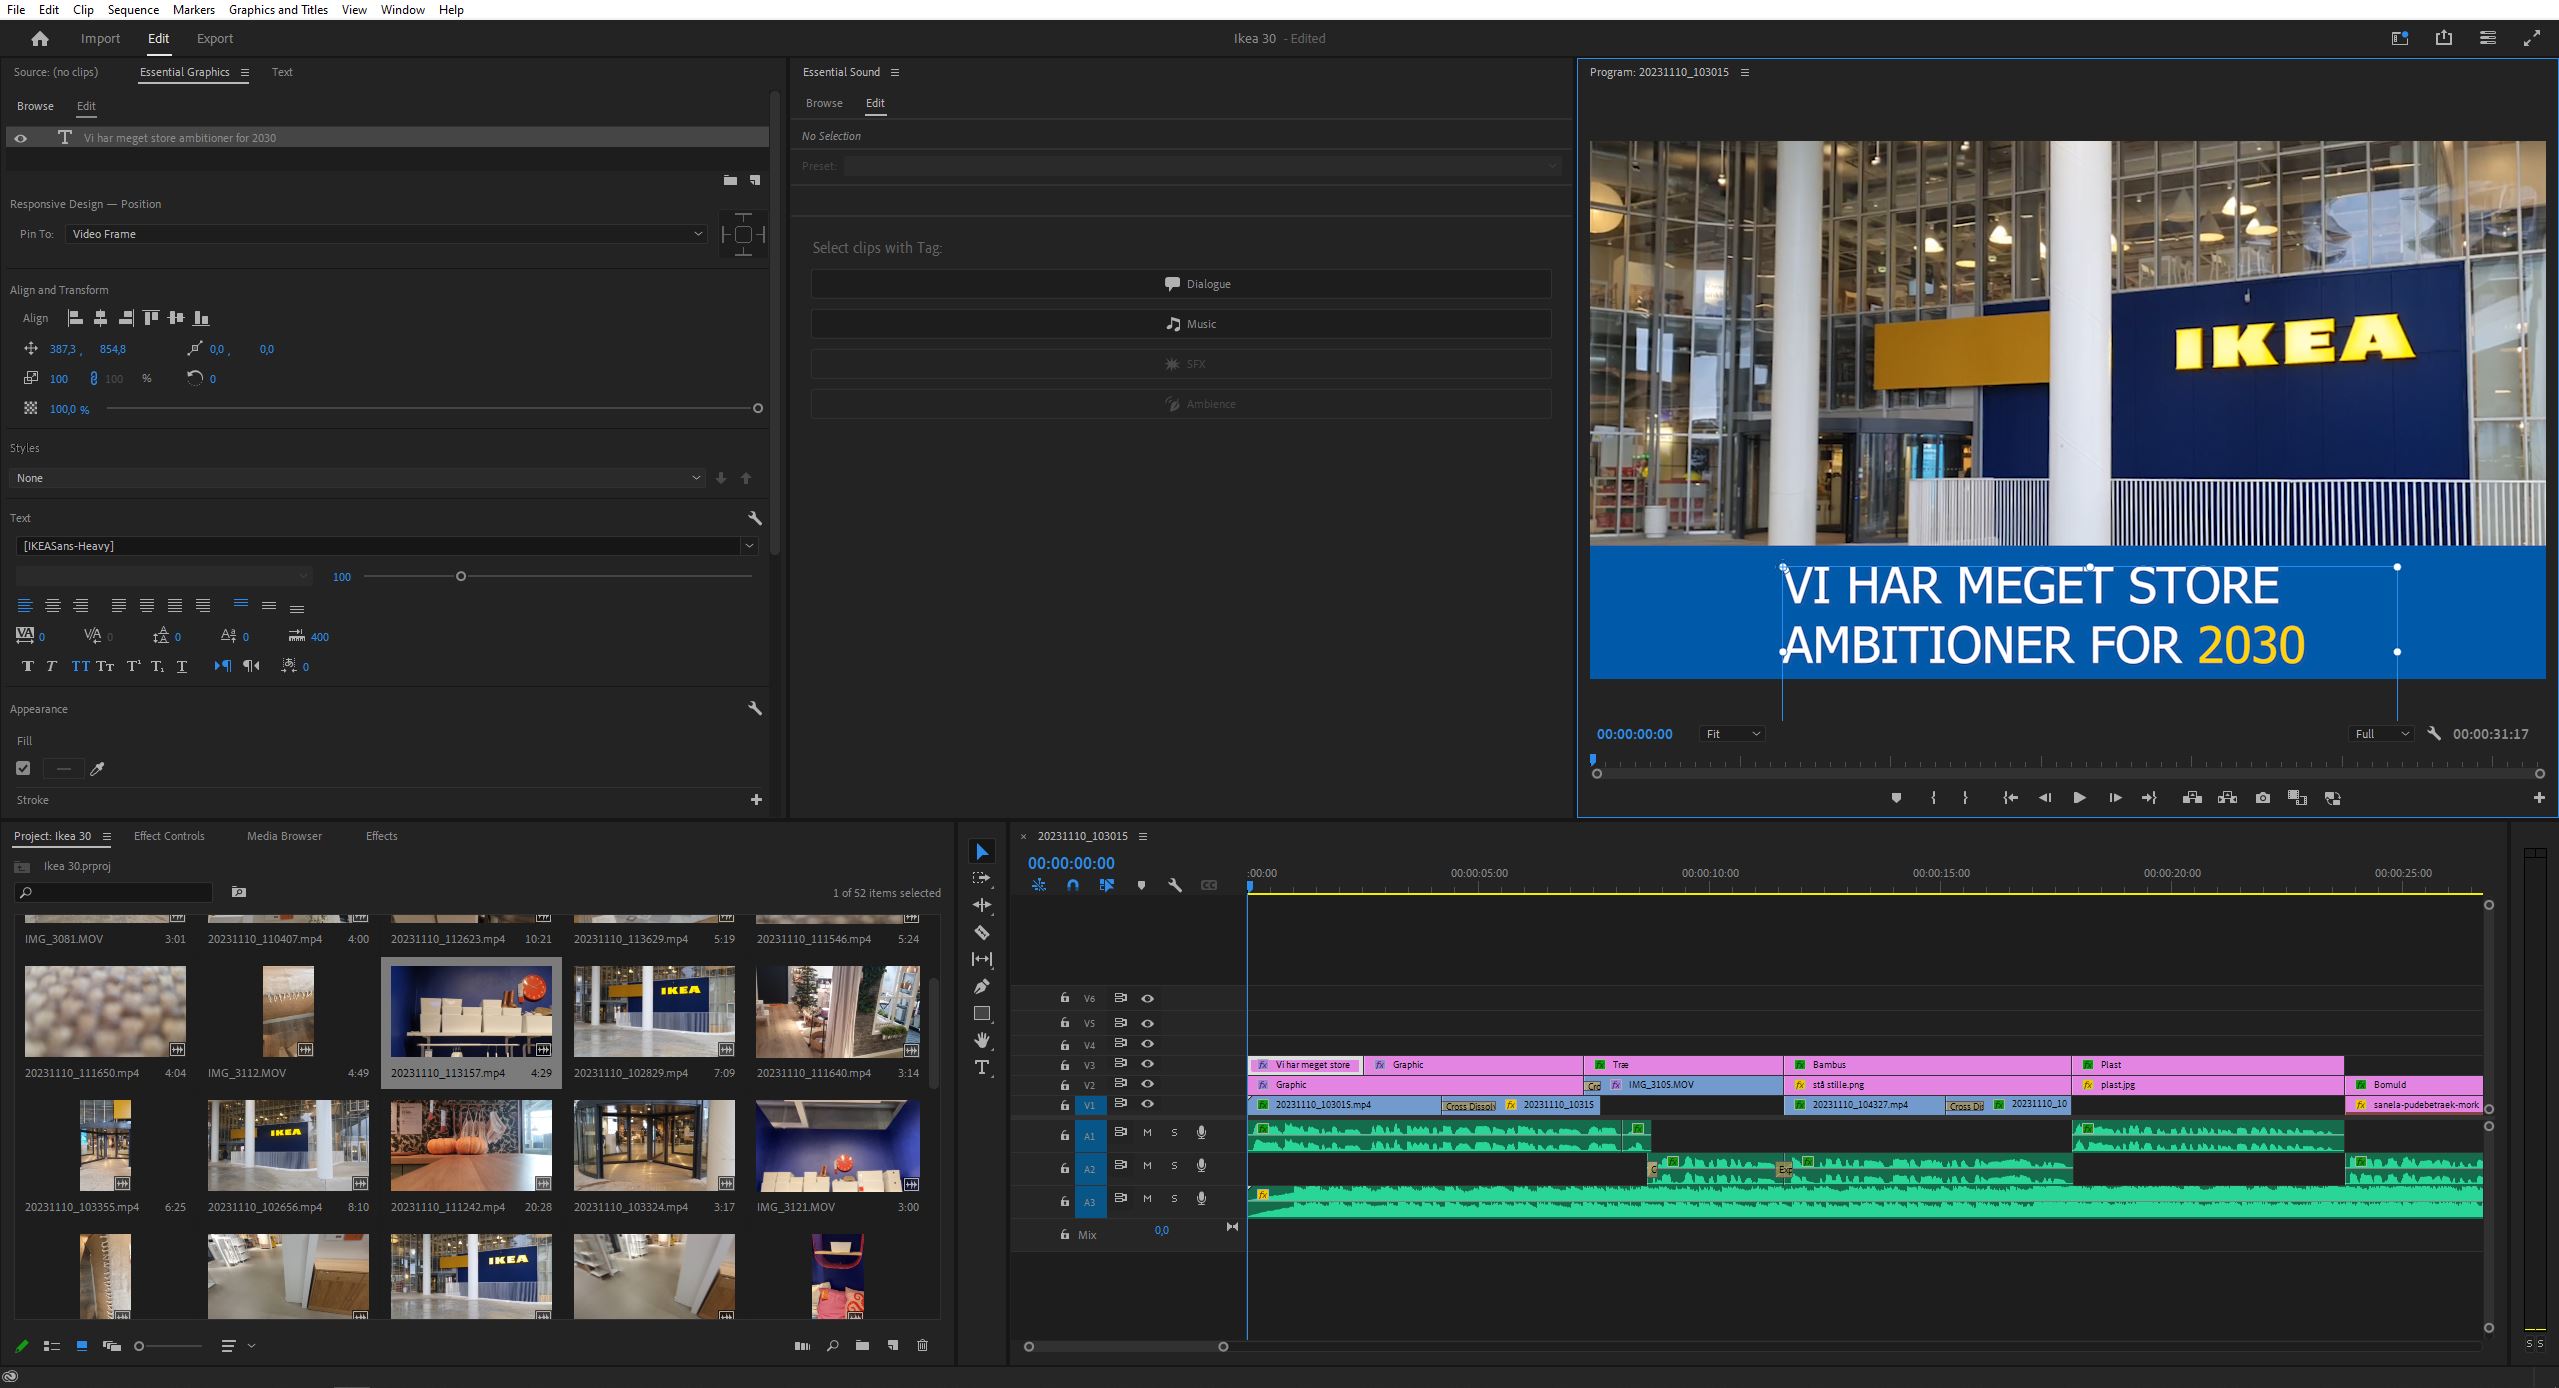 File Edit Clip Sequence Markers Graphics and Titles View Window Help
Import Edit Export
Ikea 30 - Edited
Source: (no clips) Essential Graphics Text
Browse Edit
Vi har meget store ambitioner for 2030
Responsive Design — Position
Pin To: Video Frame
Align and Transform
Align
387,3 , 854,8 0,0 , 0,0
100 100 % 0
100,0 %
Styles
None
Text
[IKEASans-Heavy]
100
0 0 0 0 400
0
Appearance
Fill
Stroke
Essential Sound
Browse Edit
No Selection
Preset:
Select clips with Tag:
Dialogue
Music
SFX
Ambience
Program: 20231110_103015
IKEA
VI HAR MEGET STORE
AMBITIONER FOR 2030
00:00:00:00 Fit Full 00:00:31:17
Project: Ikea 30 Effect Controls Media Browser Effects
Ikea 30.prproj
1 of 52 items selected
IMG_3081.MOV 3:01 20231110_110407.mp4 4:00 20231110_112623.mp4 10:21 20231110_113629.mp4 5:19 20231110_111546.mp4 5:24
IKEA
20231110_111650.mp4 4:04 IMG_3112.MOV 4:49 20231110_113157.mp4 4:29 20231110_102829.mp4 7:09 20231110_111640.mp4 3:14
IKEA
20231110_103355.mp4 6:25 20231110_102656.mp4 8:10 20231110_111242.mp4 20:28 20231110_103324.mp4 3:17 IMG_3121.MOV 3:00
IKEA
20231110_103015
00:00:00:00
:00:00 00:00:05:00 00:00:10:00 00:00:15:00 00:00:20:00 00:00:25:00
V6
V5
V4
V3 Vi har meget store Graphic Træ Bambus Plast
V2 Graphic IMG_3105.MOV stå stille.png plast.jpg Bomuld
V1 20231110_103015.mp4 Cross Dissolv 20231110_10315 20231110_104327.mp4 Cross Dis 20231110_10 sanela-pudebetraek-mork
A1 M S
A2 M S Exp
A3 M S
Mix 0,0
S S